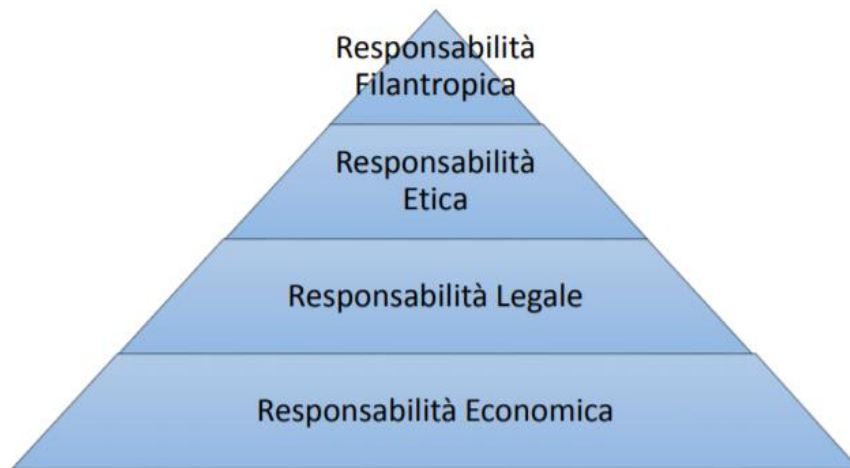 Responsabilità
Filantropica
Responsabilità
Etica
Responsabilità Legale
Responsabilità Economica